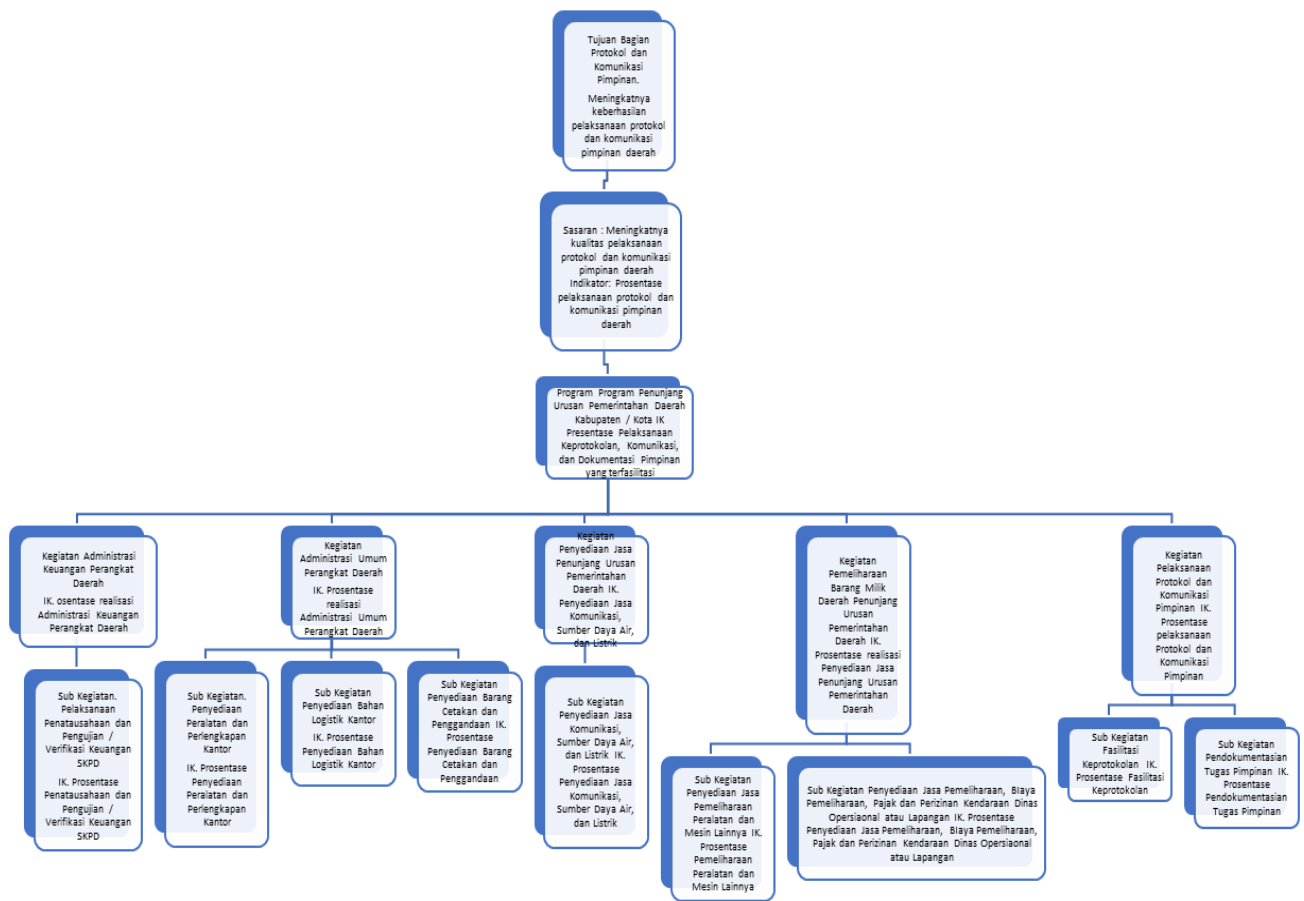 Tujuan Bagian
Protokol dan
Komunikasi
Pimpinan.
Meningkatnya
keberhasilan
pelaksanaan protokol
dan komunikasi
pimpinan daerah
Sasaran : Meningkatnya
kualitas pelaksanaan
protokol dan komunikasi
pimpinan daerah
Indikator: Prosentase
pelaksanaan protokol dan
komunikasi pimpinan
daerah
Program Program Penunjang
Urusan Pemerintahan Daerah
Kabupaten / Kota IK
Presentase Pelaksanaan
Keprotokolan, Komunikasi,
dan Dokumentasi Pimpinan
yang terfasilitasi
Kegiatan Administrasi
Keuangan Perangkat
Daerah
IK. osentase realisasi
Administrasi Keuangan
Perangkat Daerah
Kegiatan
Administrasi Umum
Perangkat Daerah
IK. Prosentase
realisasi
Administrasi Umum
Perangkat Daerah
Kegiatan
Penyediaan Jasa
Penunjang Urusan
Pemerintahan
Daerah IK.
Penyediaan Jasa
Komunikasi,
Sumber Daya Air,
dan Listrik
Kegiatan
Pemeliharaan
Barang Milik
Daerah Penunjang
Urusan
Pemerintahan
Daerah IK.
Prosentase realisasi
Penyediaan Jasa
Penunjang Urusan
Pemerintahan
Daerah
Kegiatan
Pelaksanaan
Protokol dan
Komunikasi
Pimpinan IK.
Prosentase
pelaksanaan
Protokol dan
Komunikasi
Pimpinan
Sub Kegiatan.
Pelaksanaan
Penatausahaan dan
Pengujian /
Verifikasi Keuangan
SKPD
IK. Prosentase
Penatausahaan dan
Pengujian /
Verifikasi Keuangan
SKPD
Sub Kegiatan.
Penyediaan
Peralatan dan
Perlengkapan
Kantor
IK. Prosentase
Penyediaan
Peralatan dan
Perlengkapan
Kantor
Sub Kegiatan
Penyediaan Bahan
Logistik Kantor
IK. Prosentase
Penyediaan Bahan
Logistik Kantor
Sub Kegiatan
Penyediaan Barang
Cetakan dan
Penggandaan IK.
Prosentase
Penyediaan Barang
Cetakan dan
Penggandaan
Sub Kegiatan
Penyediaan Jasa
Komunikasi,
Sumber Daya Air,
dan Listrik IK.
Prosentase
Penyediaan Jasa
Komunikasi,
Sumber Daya Air,
dan Listrik
Sub Kegiatan
Penyediaan Jasa
Pemeliharaan
Peralatan dan
Mesin Lainnya IK.
Prosentase
Pemeliharaan
Peralatan dan
Mesin Lainnya
Sub Kegiatan Penyediaan Jasa Pemeliharaan, BIaya
Pemeliharaan, Pajak dan Perizinan Kendaraan Dinas
Opersiaonal atau Lapangan IK. Prosentase
Penyediaan Jasa Pemeliharaan, BIaya Pemeliharaan,
Pajak dan Perizinan Kendaraan Dinas Opersiaonal
atau Lapangan
Sub Kegiatan
Fasilitasi
Keprotokolan IK.
Prosentase Fasilitasi
Keprotokolan
Sub Kegiatan
Pendokumentasian
Tugas Pimpinan IK.
Prosentase
Pendokumentasian
Tugas Pimpinan